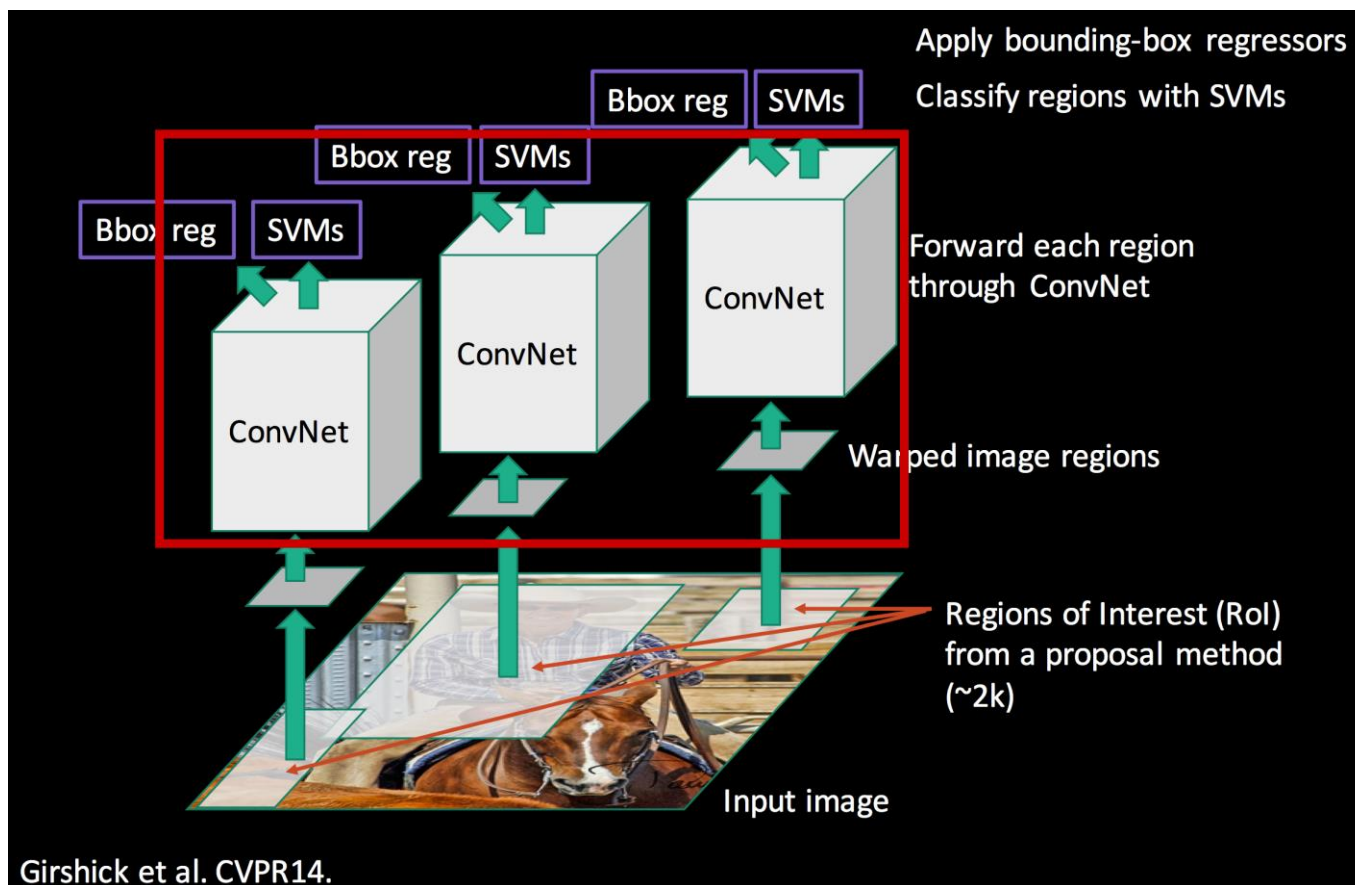 Apply bounding-box regressors
Bbox reg SVMs
Classify regions with SVMs
Bbox reg SVMs
Bbox reg SVMs
Forward each region
through ConvNet
ConvNet
ConvNet
ConvNet
Warped image regions
Regions of Interest (RoI)
from a proposal method
(~2k)
Input image
Girshick et al. CVPR14.